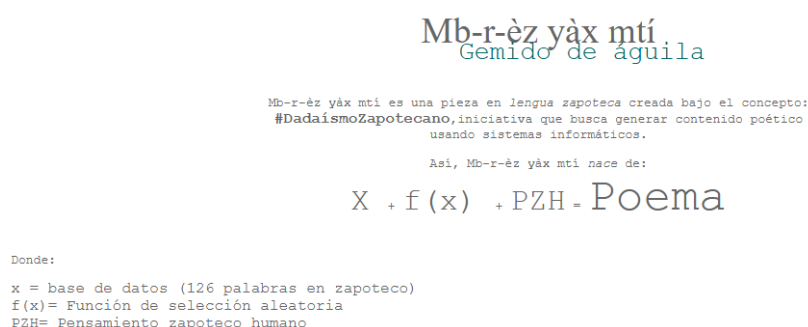 Mb-r-èz yàx mtí
Gemido de águila
Mb-r-èz yàx mtí es una pieza en lengua zapoteca creada bajo el concepto:
#DadaísmoZapotecano,iniciativa que busca generar contenido poético
usando sistemas informáticos.
Así, Mb-r-èz yàx mtí nace de:
X + f(x) + PZH = Poema
Donde:
x = base de datos (126 palabras en zapoteco)
f(x)= Función de selección aleatoria
PZH= Pensamiento zapoteco humano